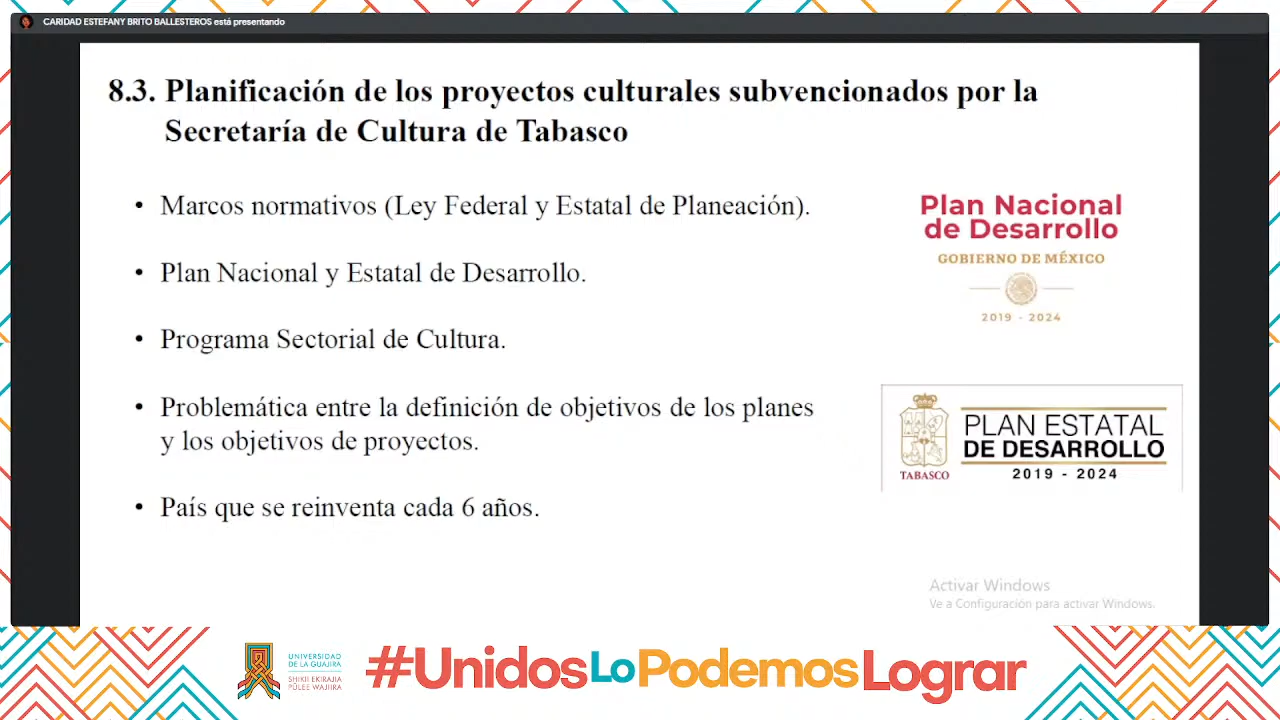 CARIDAD ESTEFANY BRITO BALLESTEROS está presentando
8.3. Planificación de los proyectos culturales subvencionados por la
Secretaría de Cultura de Tabasco
• Marcos normativos (Ley Federal y Estatal de Planeación).
• Plan Nacional y Estatal de Desarrollo.
• Programa Sectorial de Cultura.
• Problemática entre la definición de objetivos de los planes
y los objetivos de proyectos.
• País que se reinventa cada 6 años.
Plan Nacional
de Desarrollo
GOBIERNO DE MÉXICO
2019 - 2024
TABASCO
PLAN ESTATAL
DE DESARROLLO
2019 - 2024
Activar Windows
Ve a Configuración para activar Windows.
UNIVERSIDAD
DE LA GUAJIRA
SHIKII EKIRAJIA
PÜLEE WAJIIRA
#UnidosLoPodemosLograr